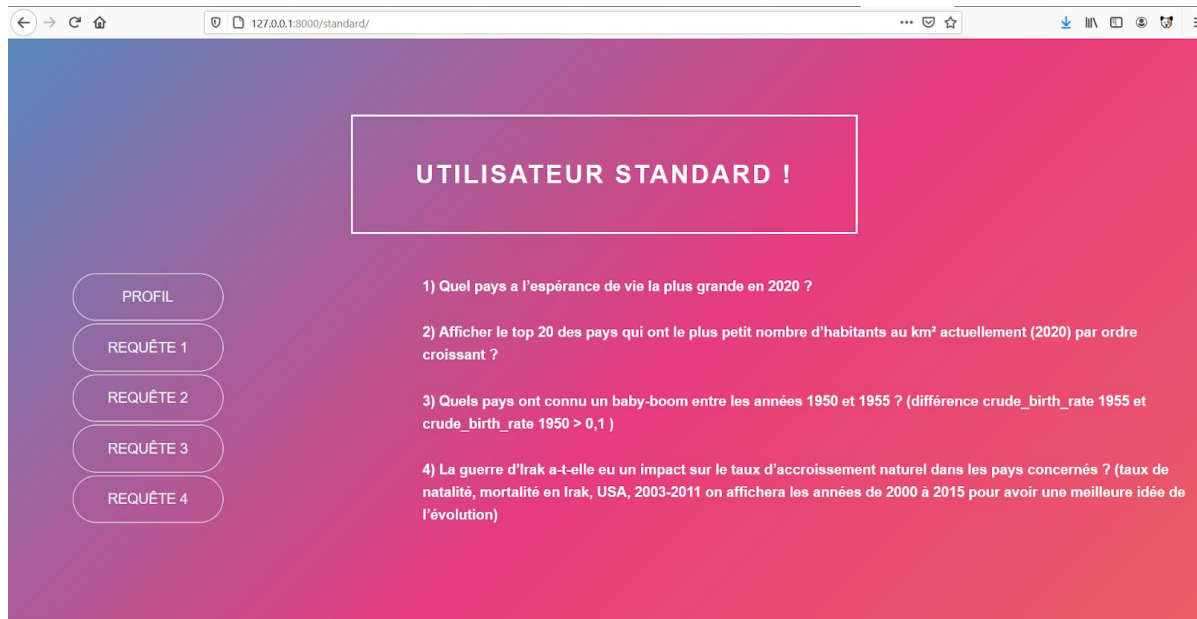 127.0.0.1:8000/standard/
UTILISATEUR STANDARD !
PROFIL
REQUÊTE 1
REQUÊTE 2
REQUÊTE 3
REQUÊTE 4
1) Quel pays a l’espérance de vie la plus grande en 2020 ?
2) Afficher le top 20 des pays qui ont le plus petit nombre d’habitants au km² actuellement (2020) par ordre
croissant ?
3) Quels pays ont connu un baby-boom entre les années 1950 et 1955 ? (différence crude_birth_rate 1955 et
crude_birth_rate 1950 > 0,1 )
4) La guerre d’Irak a-t-elle eu un impact sur le taux d’accroissement naturel dans les pays concernés ? (taux de
natalité, mortalité en Irak, USA, 2003-2011 on affichera les années de 2000 à 2015 pour avoir une meilleure idée de
l’évolution)